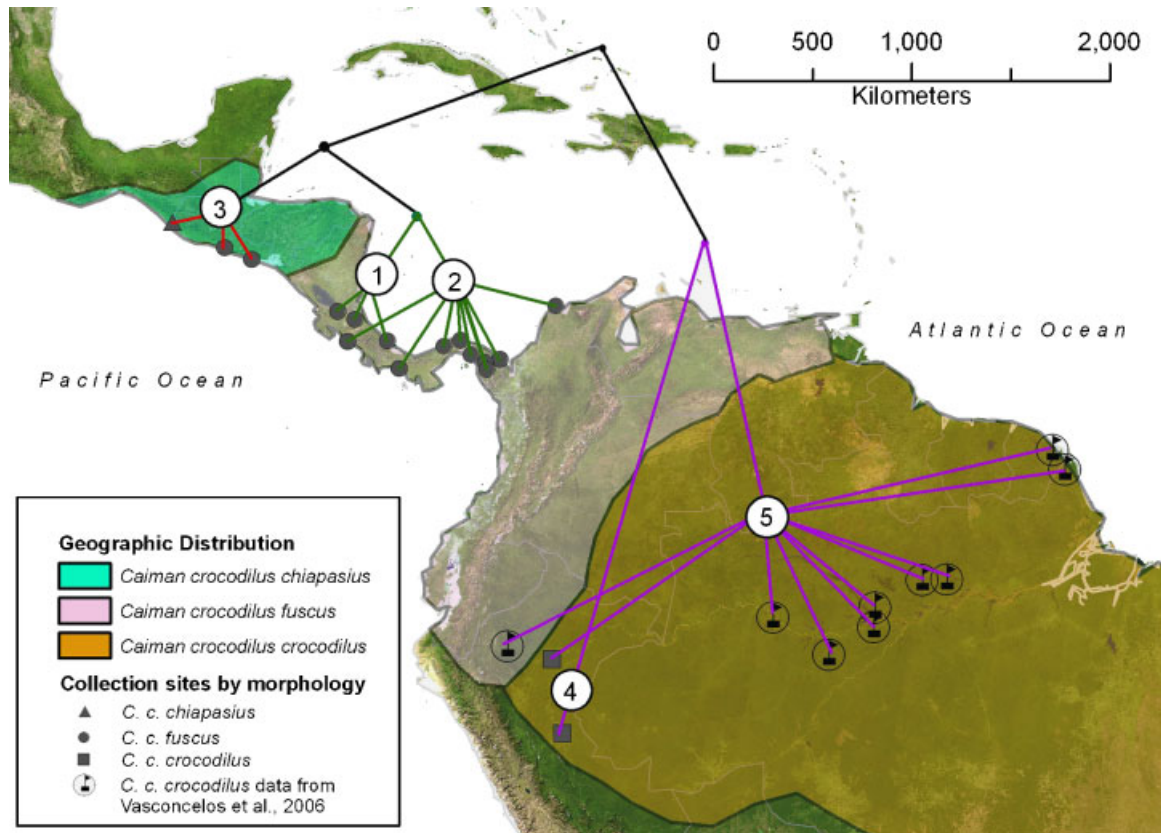 0 500 1,000 2,000
Kilometers
3
1
2
Atlantic Ocean
Pacific Ocean
5
4
Geographic Distribution
Caiman crocodilus chiapasius
Caiman crocodilus fuscus
Caiman crocodilus crocodilus
Collection sites by morphology
C. c. chiapasius
C. c. fuscus
C. c. crocodilus
C. c. crocodilus data from
Vasconcelos et al., 2006